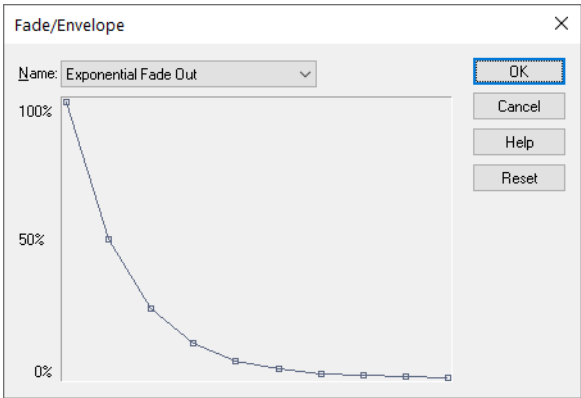 Fade/Envelope
Name: Exponential Fade Out
OK
100%
Cancel
Help
Reset
50%
0%